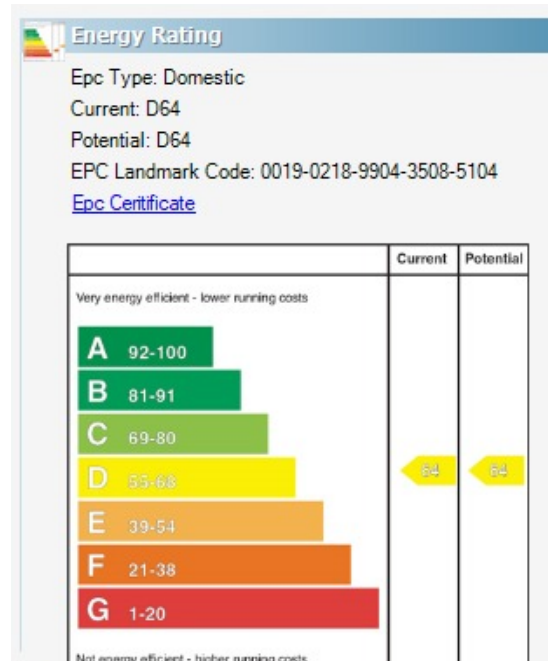 Energy Rating
Epc Type: Domestic
Current: D64
Potential: D64
EPC Landmark Code: 0019-0218-9904-3508-5104
Epc Ceritificate
Current Potential
Very energy efficient - lower running costs
A 92-100
B 81-91
C 69-80
D 55-68 64 64
E 39-54
F 21-38
G 1-20
Not energy efficient - higher running costs